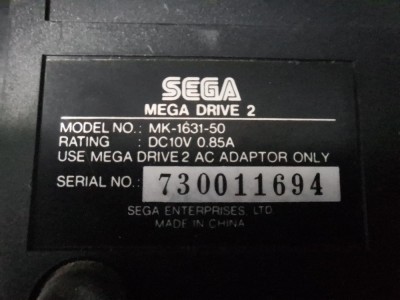 SEGA
MEGA DRIVE 2
MODEL NO.: MK-1631-50
RATING : DC10V 0.85A
USE MEGA DRIVE 2 AC ADAPTOR ONLY
SERIAL NO.: 730011694
SEGA ENTERPRISES, LTD.
MADE IN CHINA